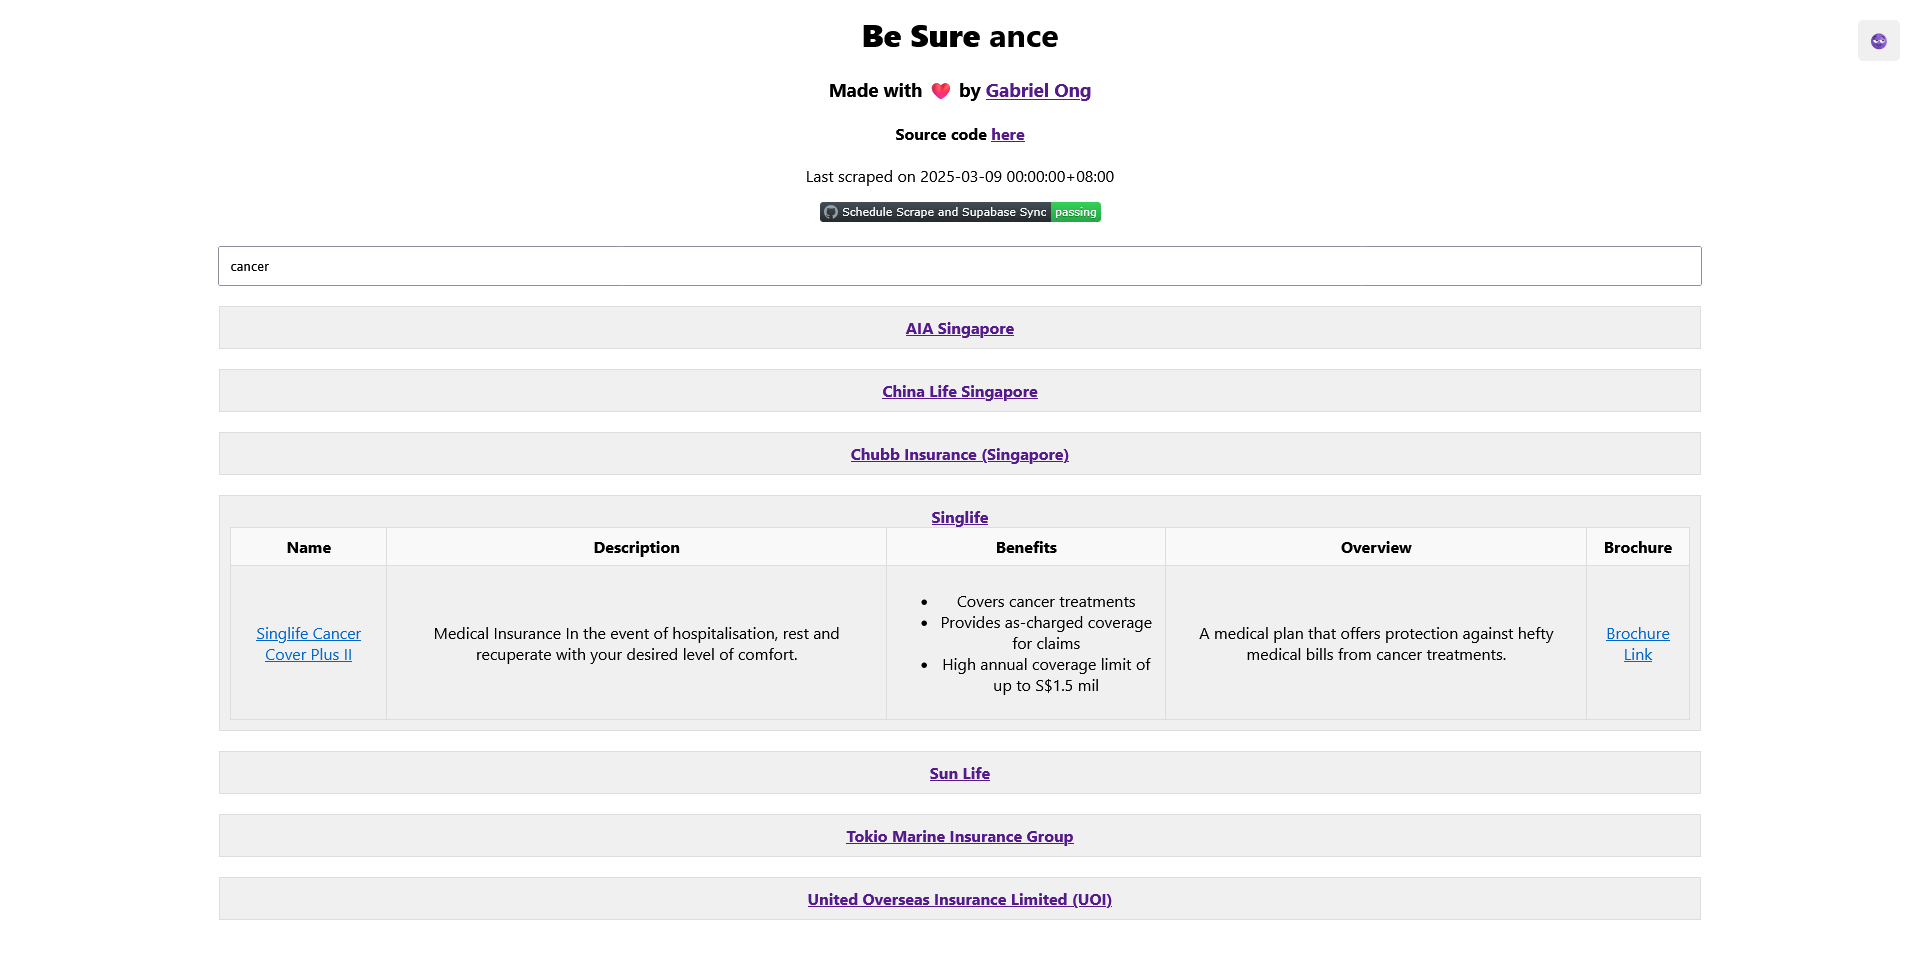 Be Sure ance
Made with ❤️ by Gabriel Ong
Source code here
Last scraped on 2025-03-09 00:00:00+08:00
Schedule Scrape and Supabase Sync passing
cancer
AIA Singapore
China Life Singapore
Chubb Insurance (Singapore)
Singlife
Name Description Benefits Overview Brochure
Singlife Cancer
Cover Plus II
Medical Insurance In the event of hospitalisation, rest and
recuperate with your desired level of comfort.
• Covers cancer treatments
• Provides as-charged coverage
for claims
• High annual coverage limit of
up to S$1.5 mil
A medical plan that offers protection against hefty
medical bills from cancer treatments.
Brochure
Link
Sun Life
Tokio Marine Insurance Group
United Overseas Insurance Limited (UOI)